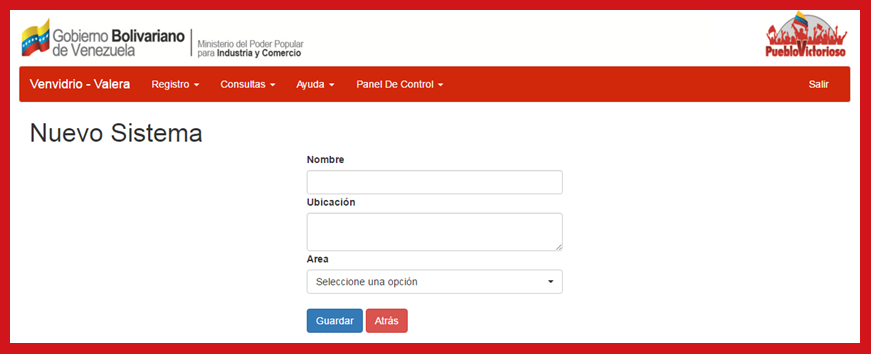 Gobierno Bolivariano
de Venezuela
Ministerio del Poder Popular
para Industria y Comercio
PuebloVictorioso
Venvidrio - Valera Registro Consultas Ayuda Panel De Control Salir
Nuevo Sistema
Nombre
Ubicación
Area
Seleccione una opción
Guardar Atrás